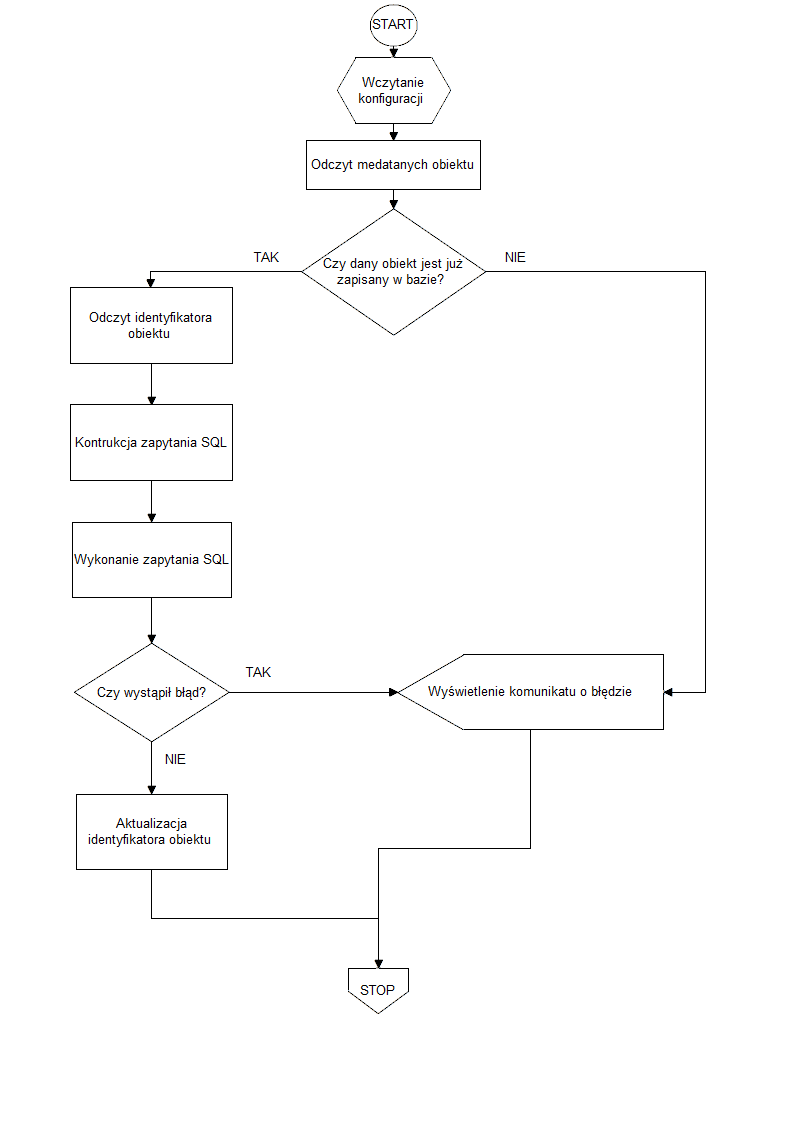 START
Wczytanie
konfiguracji
Odczyt medatanych obiektu
Czy dany obiekt jest już
zapisany w bazie?
TAK
NIE
Odczyt identyfikatora
obiektu
Kontrukcja zapytania SQL
Wykonanie zapytania SQL
Czy wystąpił błąd?
TAK
Wyświetlenie komunikatu o błędzie
NIE
Aktualizacja
identyfikatora obiektu
STOP